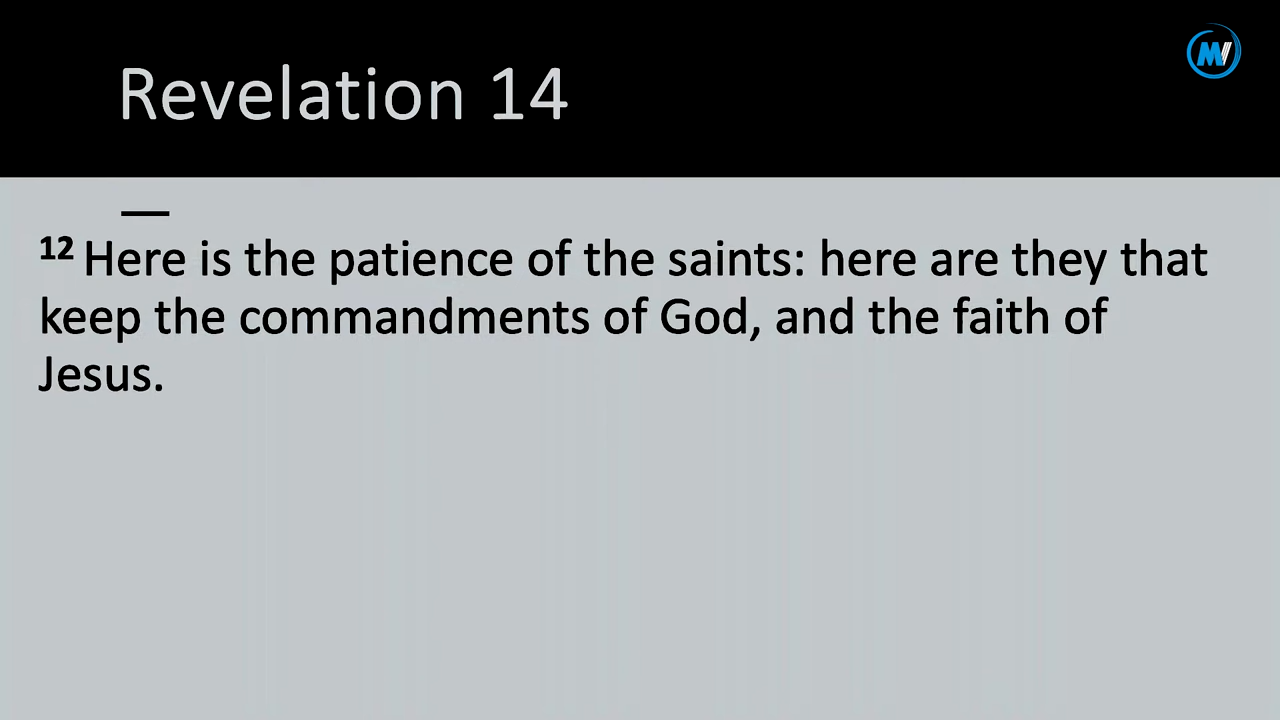 Revelation 14
MV
12 Here is the patience of the saints: here are they that
keep the commandments of God, and the faith of
Jesus.